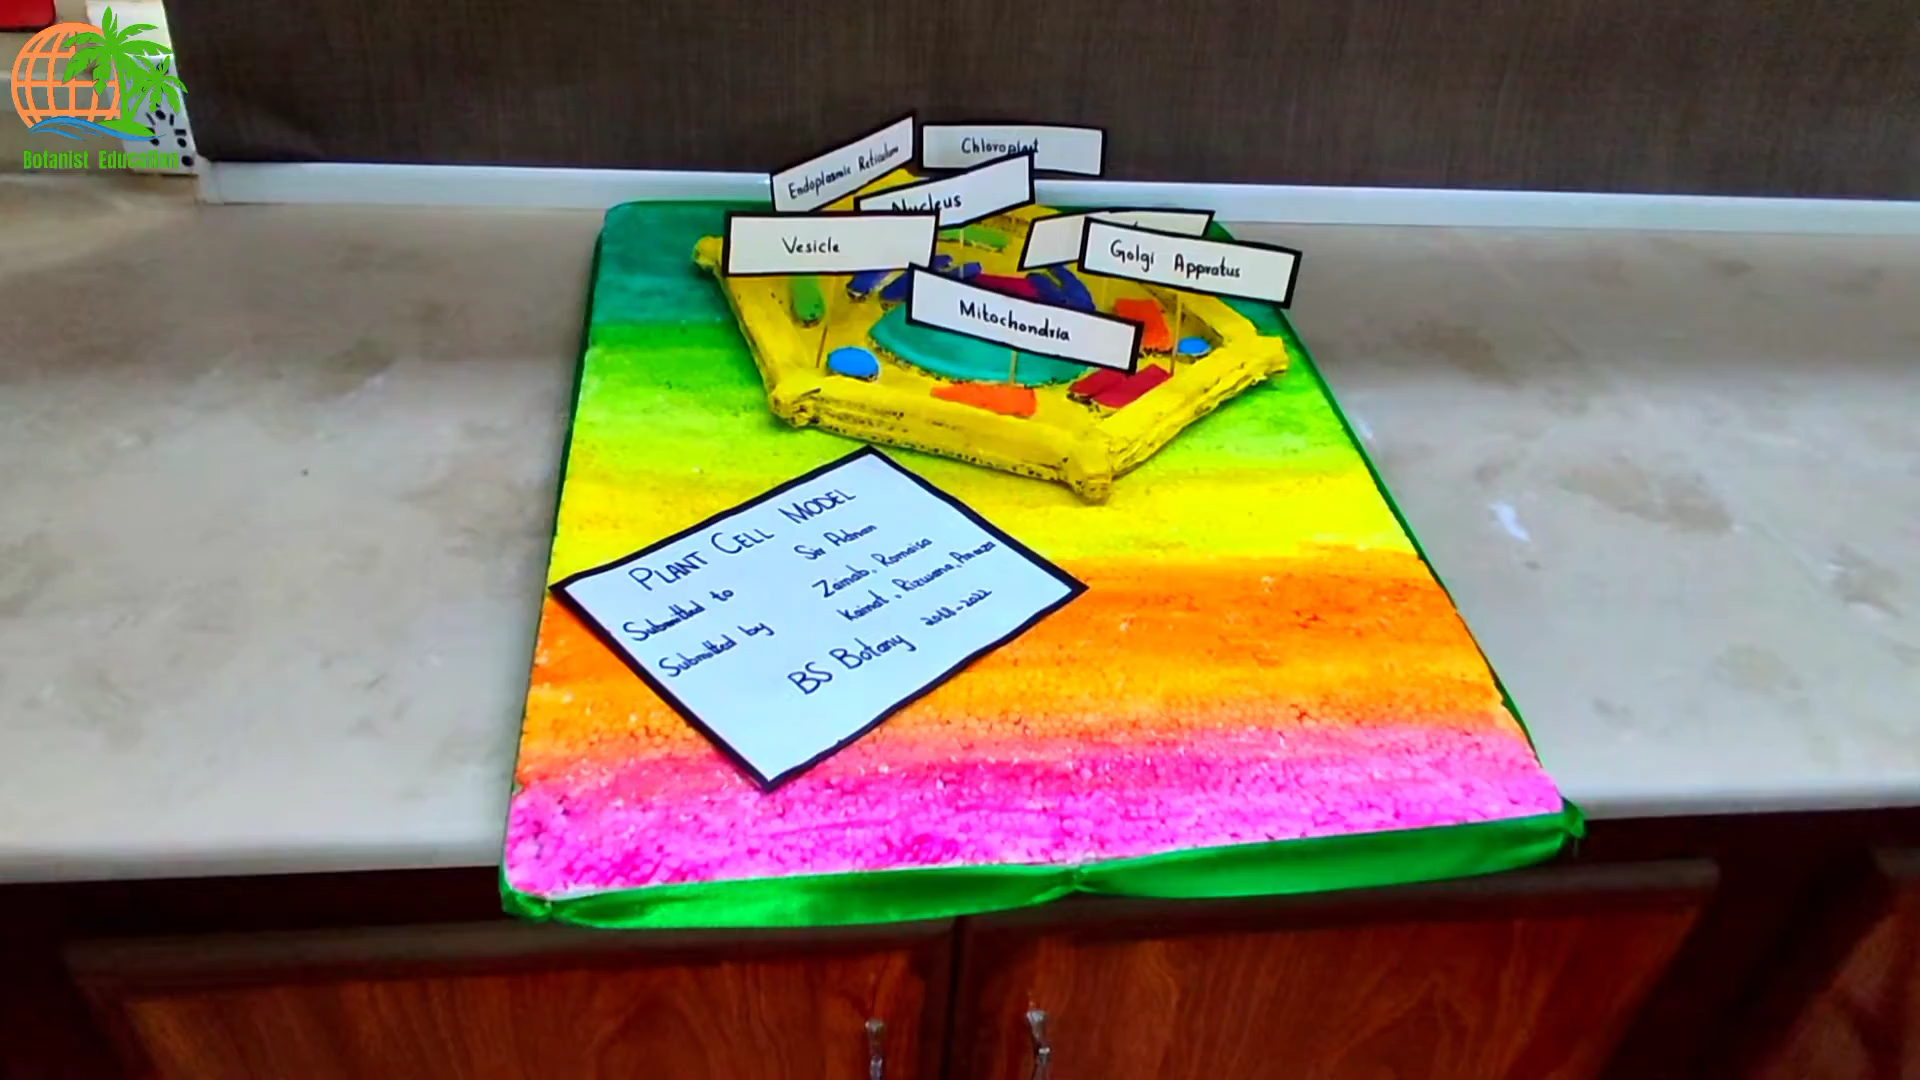 Botanist Education
Endoplasmic Reticulum
Chloroplast
Nucleus
Vesicle
Golgi Appratus
Mitochondria
PLANT CELL MODEL
Submitted to Sir Adnan
Submitted by Zainab, Romaisa
Kainat, Rizwana,
BS Botany 2018-2022